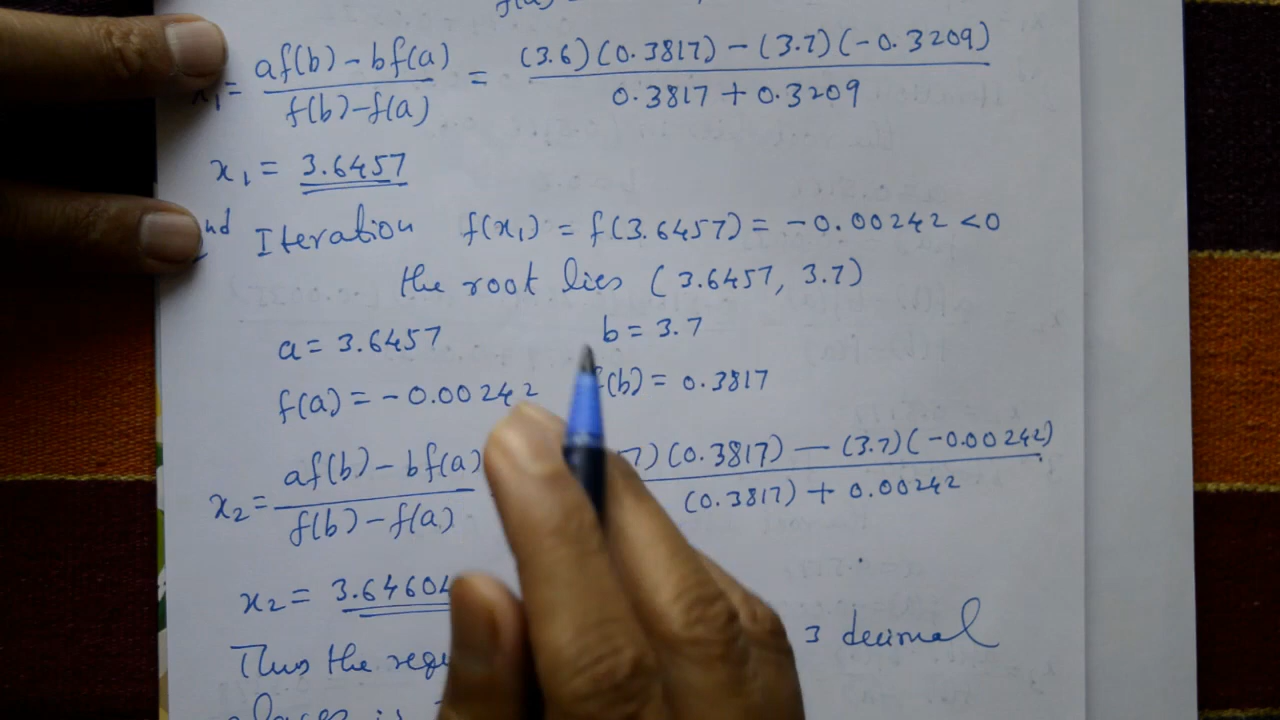 x₁ = af(b) - bf(a) / f(b) - f(a) = (3.6)(0.3817) - (3.7)(-0.3209) / 0.3817 + 0.3209
x₁ = 3.6457
nd Iteration f(x₁) = f(3.6457) = -0.00242 < 0
the root lies (3.6457, 3.7)
a = 3.6457 b = 3.7
f(a) = -0.00242 f(b) = 0.3817
x₂ = af(b) - bf(a) / f(b) - f(a) 7)(0.3817) - (3.7)(-0.00242) / (0.3817) + 0.00242
x₂ = 3.64604
Thus the 3 decimal